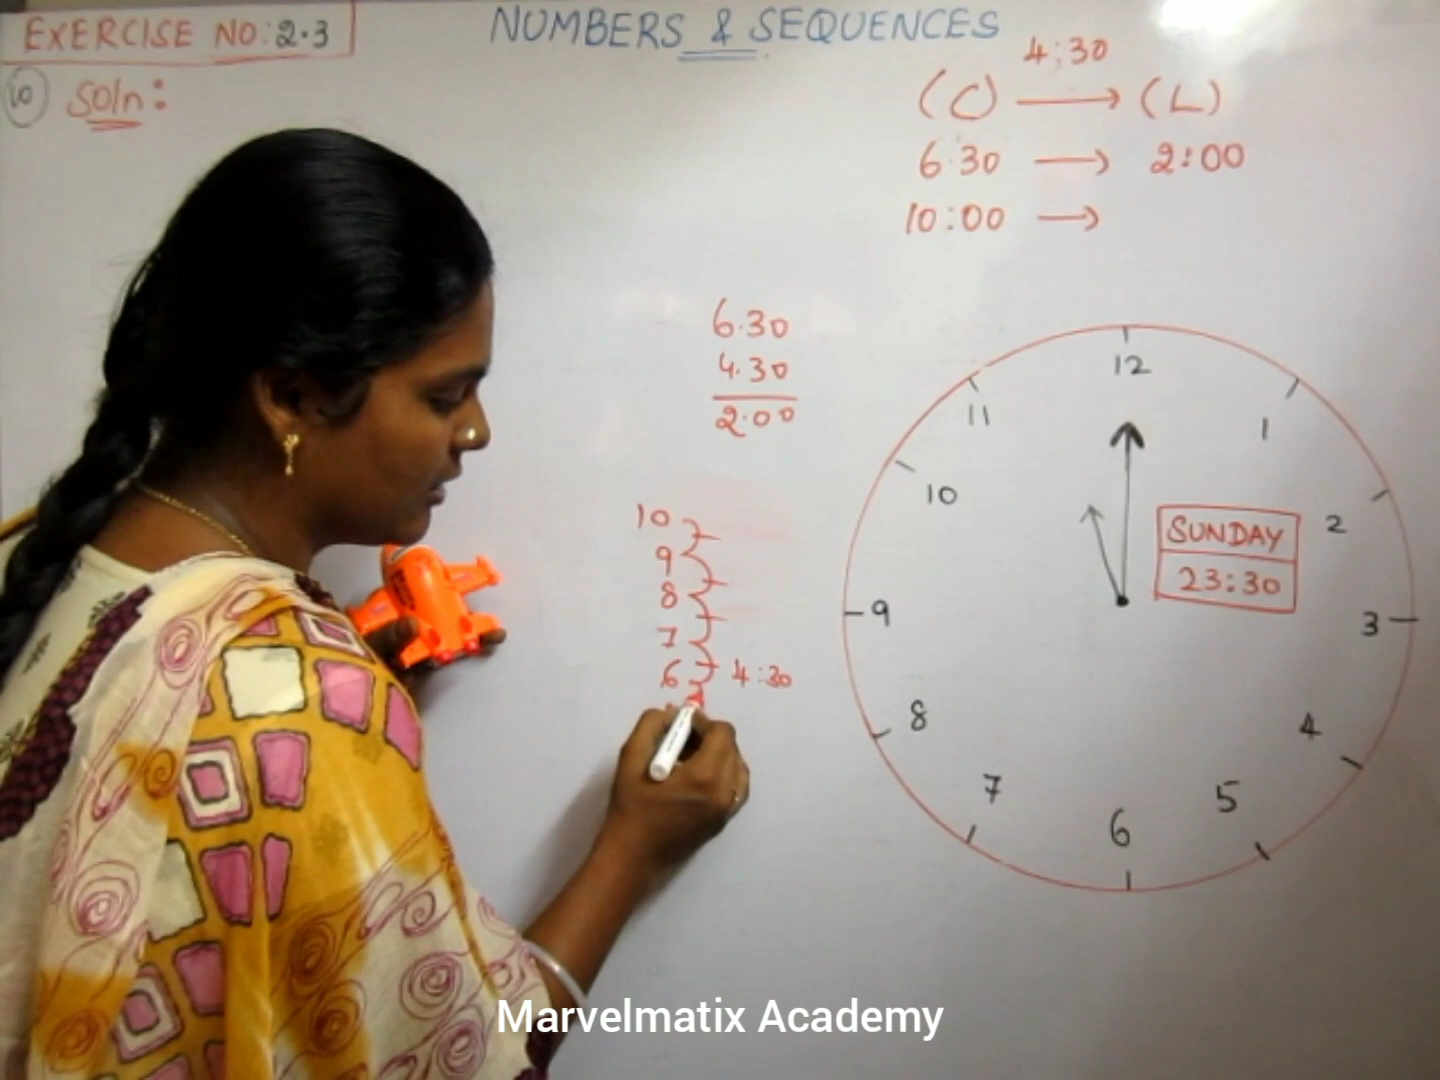 EXERCISE NO: 2.3
NUMBERS & SEQUENCES
10 Soln:
4:30
(C) → (L)
6.30 → 2:00
10:00 →
6.30
4.30
2.00
10
9
8
7
6 4:30
12
11 1
10 2
SUNDAY
23:30
9 3
8 4
7 5
6
Marvelmatix Academy